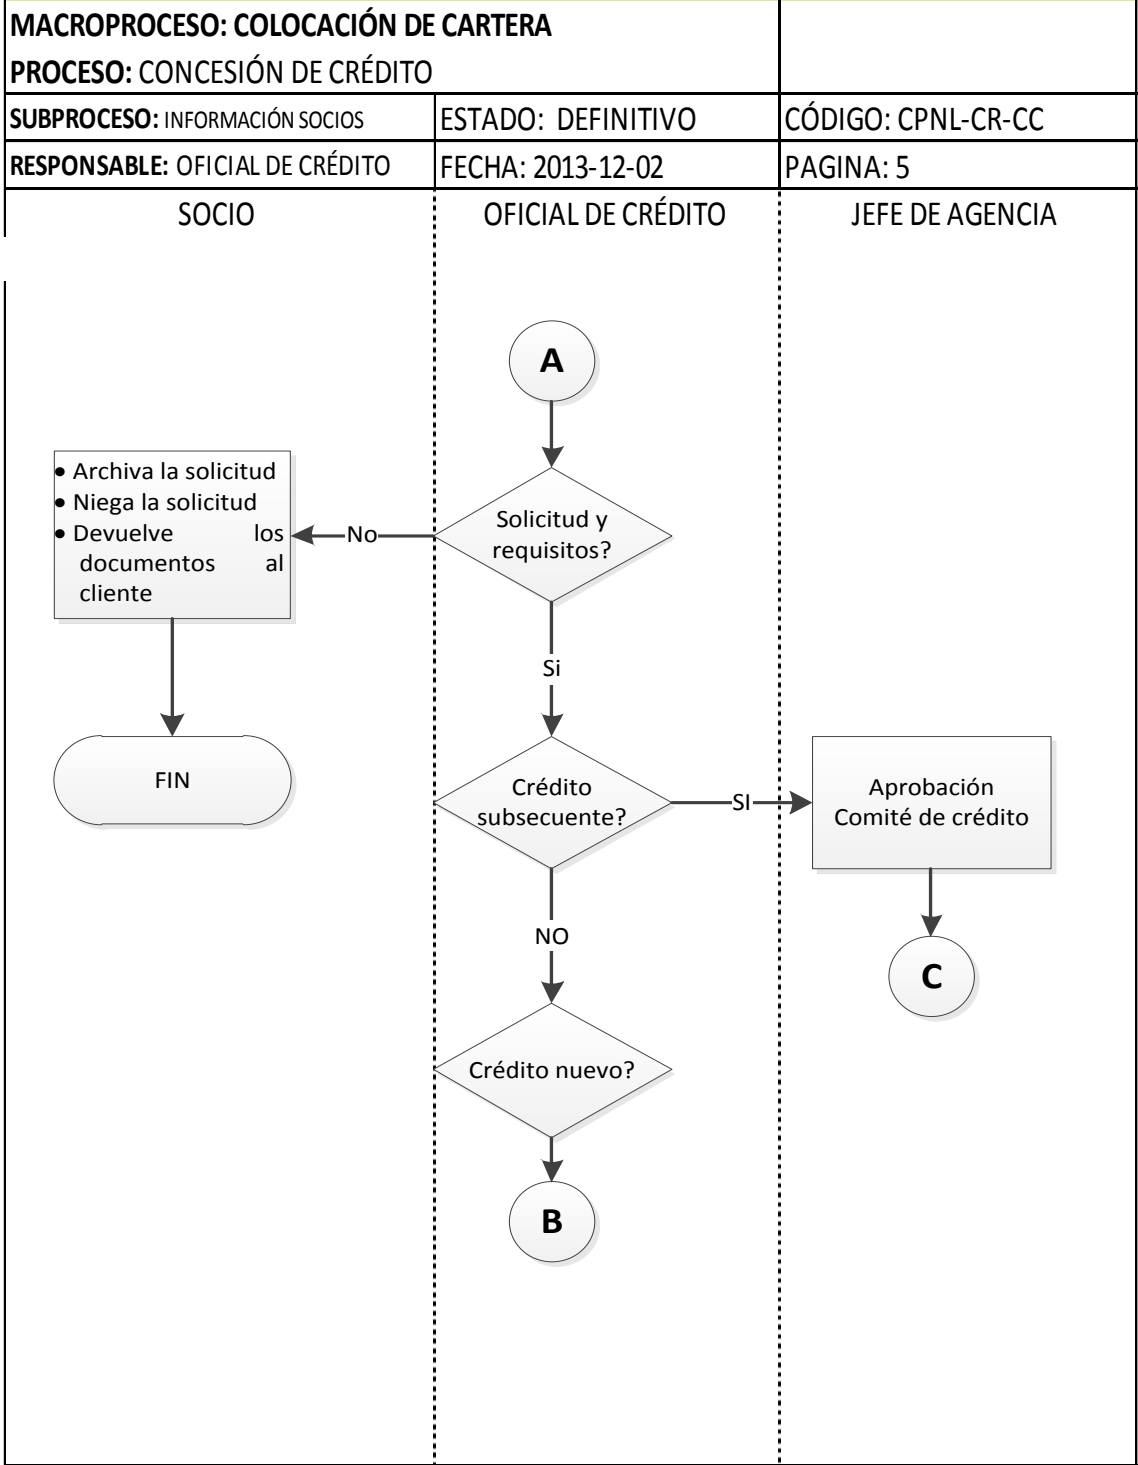 MACROPROCESO: COLOCACIÓN DE CARTERA
PROCESO: CONCESIÓN DE CRÉDITO
SUBPROCESO: INFORMACIÓN SOCIOS
ESTADO: DEFINITIVO
CÓDIGO: CPNL-CR-CC
RESPONSABLE: OFICIAL DE CRÉDITO
FECHA: 2013-12-02
PAGINA: 5
SOCIO
OFICIAL DE CRÉDITO
JEFE DE AGENCIA
A
• Archiva la solicitud
• Niega la solicitud
• Devuelve los
documentos al
cliente
No
Solicitud y
requisitos?
Si
FIN
Crédito
subsecuente?
SI
Aprobación
Comité de crédito
NO
C
Crédito nuevo?
B